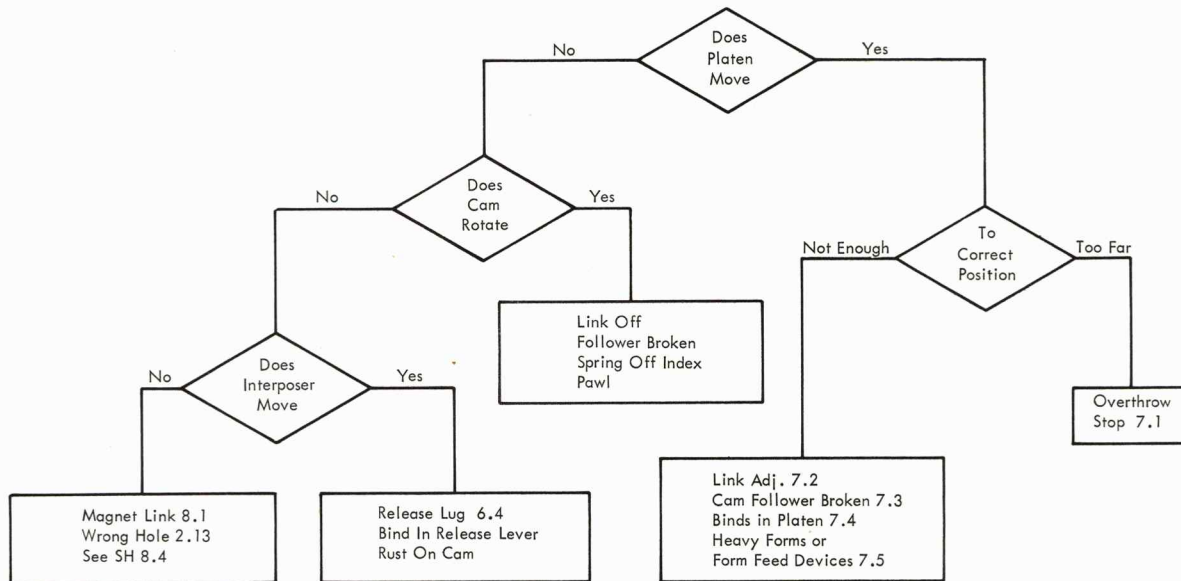 Does
Platen
Move
No
Yes
Does
Cam
Rotate
No
Yes
To
Correct
Position
Not Enough
Too Far
Link Off
Follower Broken
Spring Off Index
Pawl
Does
Interposer
Move
No
Yes
Overthrow
Stop 7.1
Magnet Link 8.1
Wrong Hole 2.13
See SH 8.4
Release Lug 6.4
Bind In Release Lever
Rust On Cam
Link Adj. 7.2
Cam Follower Broken 7.3
Binds in Platen 7.4
Heavy Forms or
Form Feed Devices 7.5